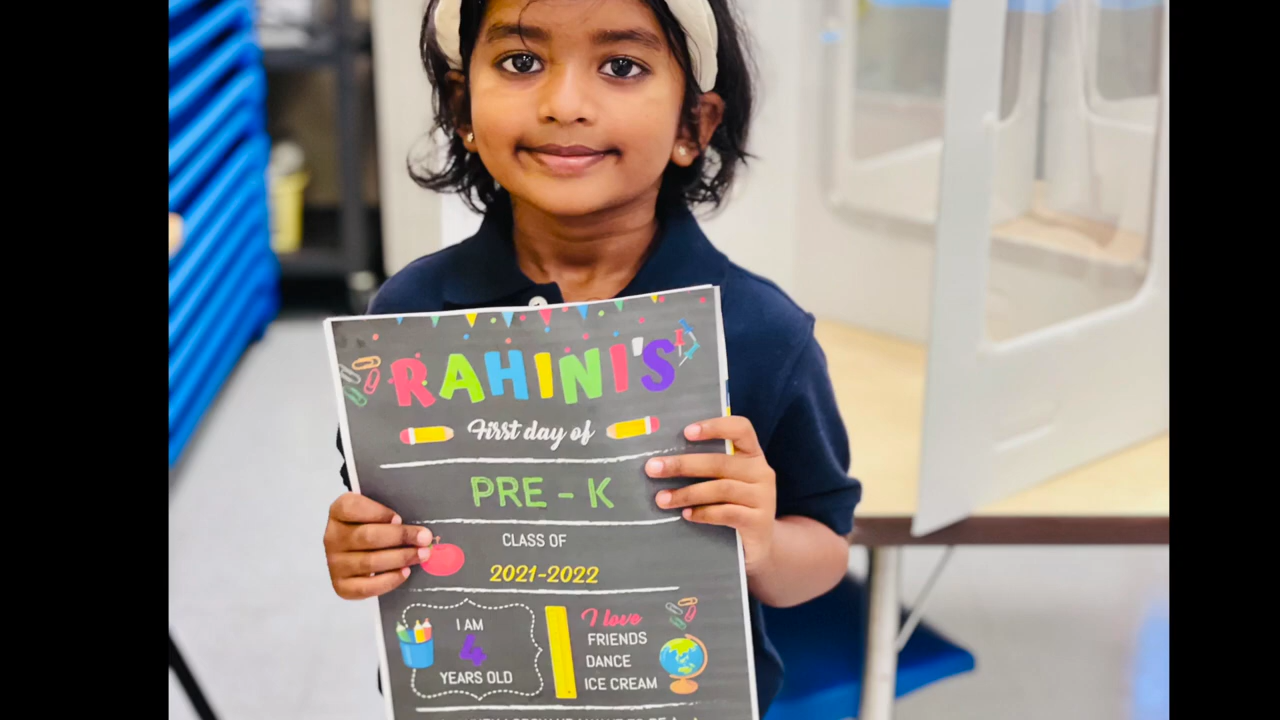 RAHINI'S
First day of
PRE - K
CLASS OF
2021-2022
I AM
4
YEARS OLD
I love
FRIENDS
DANCE
ICE CREAM